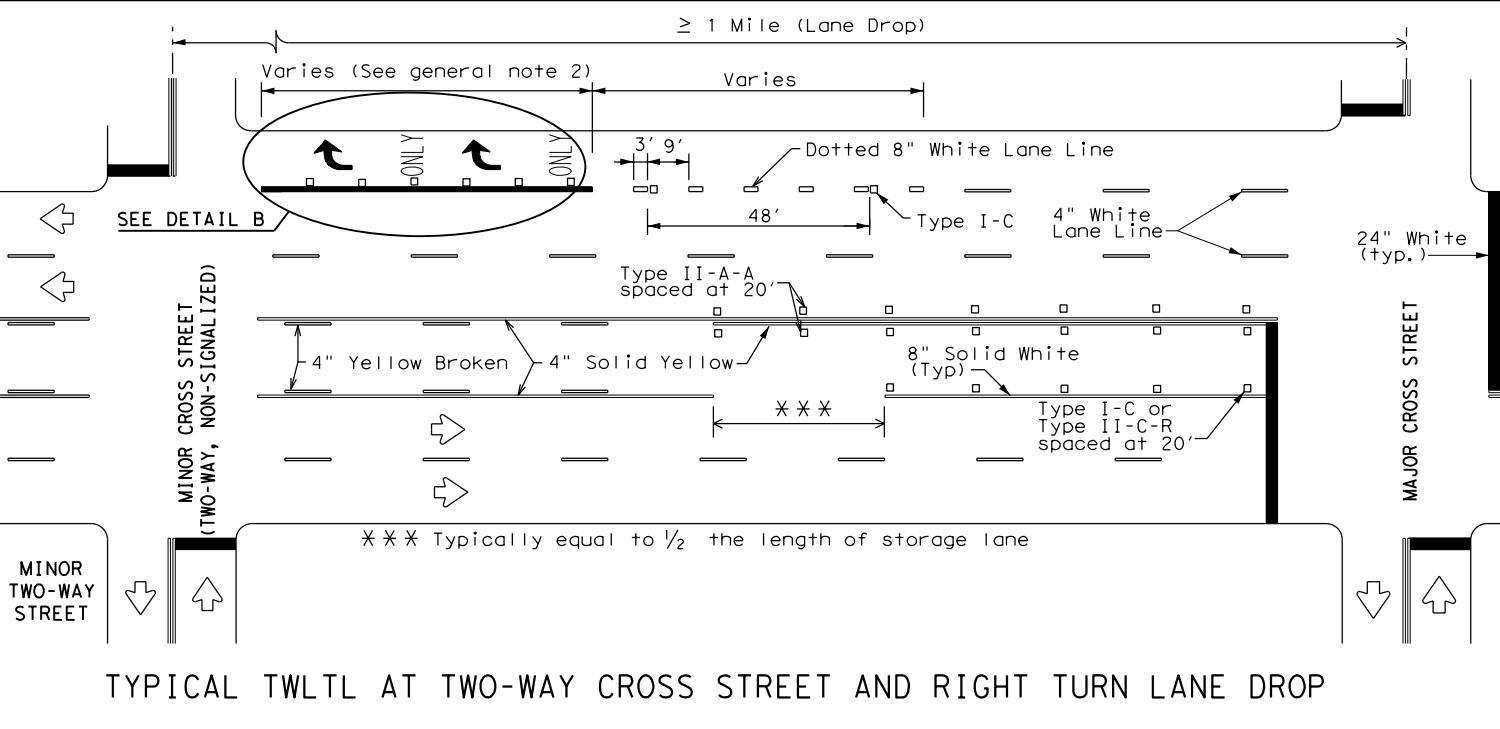 ≥ 1 Mile (Lane Drop)
Varies (See general note 2)
Varies
ONLY
ONLY
3' 9'
Dotted 8" White Lane Line
SEE DETAIL B
48'
Type I-C
4" White
Lane Line
24" White
(typ.)
Type II-A-A
spaced at 20'
MINOR CROSS STREET
(TWO-WAY, NON-SIGNALIZED)
4" Yellow Broken
4" Solid Yellow
8" Solid White
(Typ)
MAJOR CROSS STREET
***
Type I-C or
Type II-C-R
spaced at 20'
*** Typically equal to 1/2 the length of storage lane
MINOR
TWO-WAY
STREET
TYPICAL TWLTL AT TWO-WAY CROSS STREET AND RIGHT TURN LANE DROP